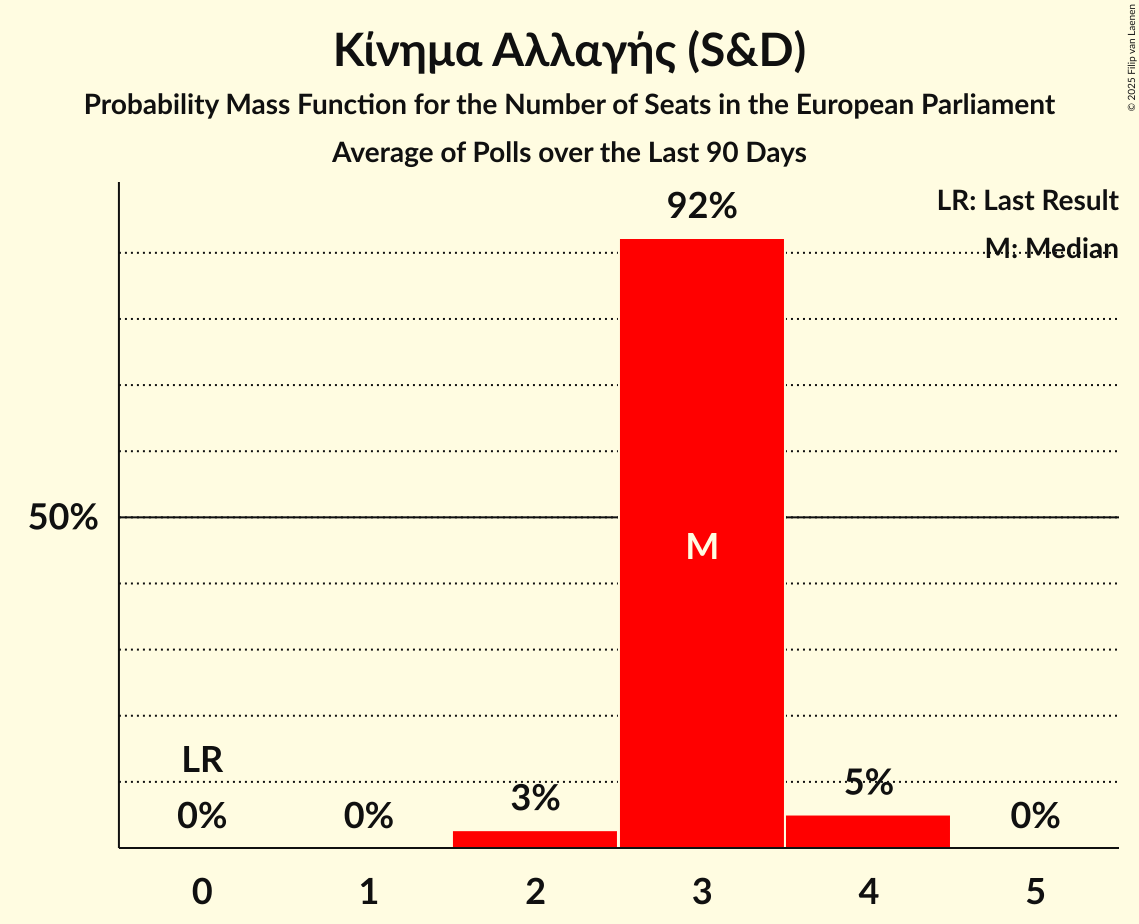 Κίνημα Αλλαγής (S&D)
Probability Mass Function for the Number of Seats in the European Parliament
Average of Polls over the Last 90 Days
© 2025 Filip van Laenen
LR: Last Result
M: Median
92%
50%
M
LR
0%
0%
3%
5%
0%
0
1
2
3
4
5